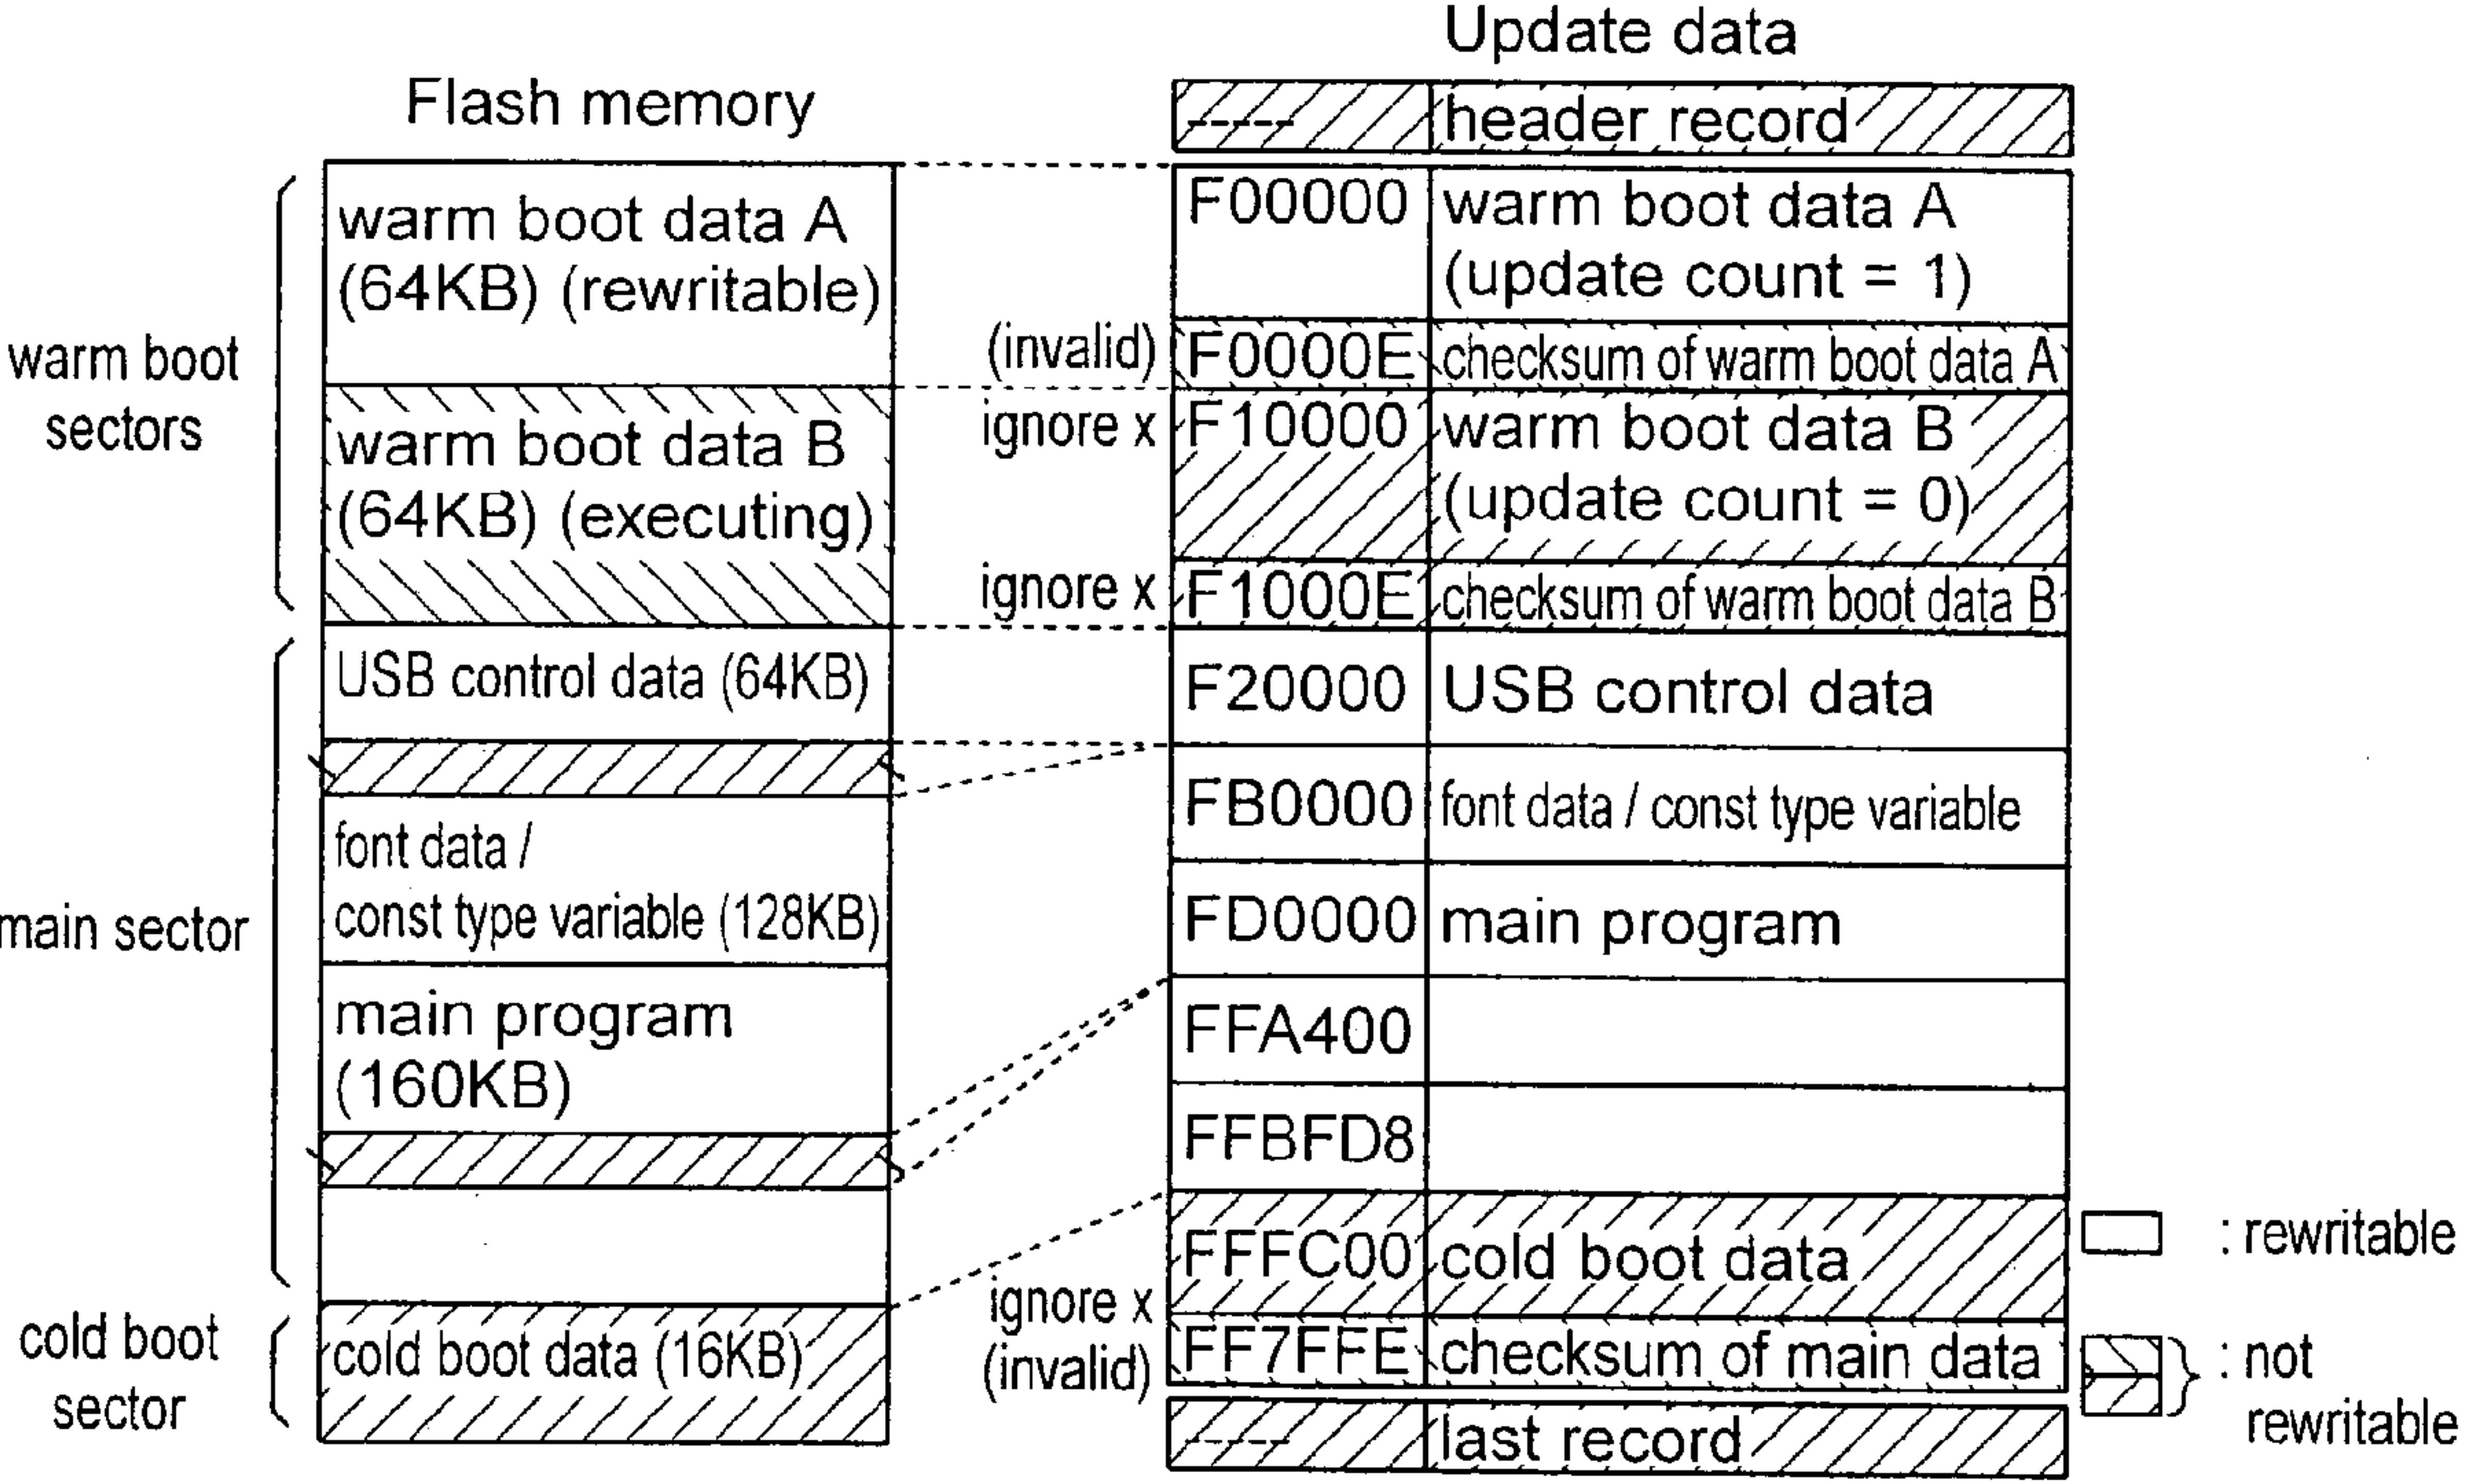 Update data
Flash memory
header record
warm boot
sectors
warm boot data A
(64KB) (rewritable)
warm boot data B
(64KB) (executing)
main sector
USB control data (64KB)
font data /
const type variable (128KB)
main program
(160KB)
cold boot
sector
cold boot data (16KB)
F00000 warm boot data A
(update count = 1)
(invalid) F0000E checksum of warm boot data A
ignore x F10000 warm boot data B
(update count = 0)
ignore x F1000E checksum of warm boot data B
F20000 USB control data
FB0000 font data / const type variable
FD0000 main program
FFA400
FFBFD8
FFFC00 cold boot data
ignore x
(invalid) FF7FFE checksum of main data
last record
: rewritable
: not
rewritable